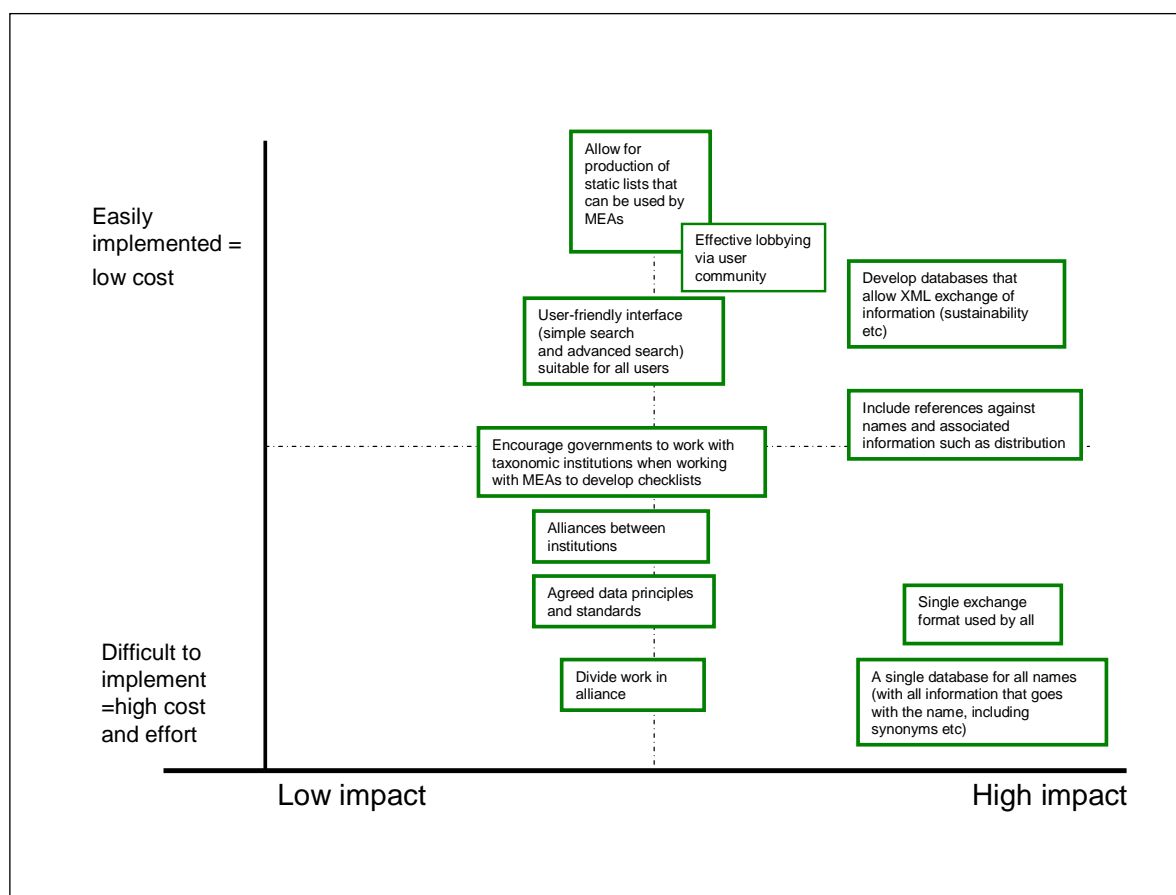 Allow for
production of
static lists that
can be used by
MEAs
Easily
implemented =
low cost
Effective lobbying
via user
community
Develop databases that
allow XML exchange of
information (sustainability
etc)
User-friendly interface
(simple search
and advanced search)
suitable for all users
Include references against
names and associated
information such as distribution
Encourage governments to work with
taxonomic institutions when working
with MEAs to develop checklists
Alliances between
institutions
Agreed data principles
and standards
Single exchange
format used by all
Difficult to
implement
=high cost
and effort
Divide work in
alliance
A single database for all names
(with all information that goes
with the name, including
synonyms etc)
Low impact
High impact